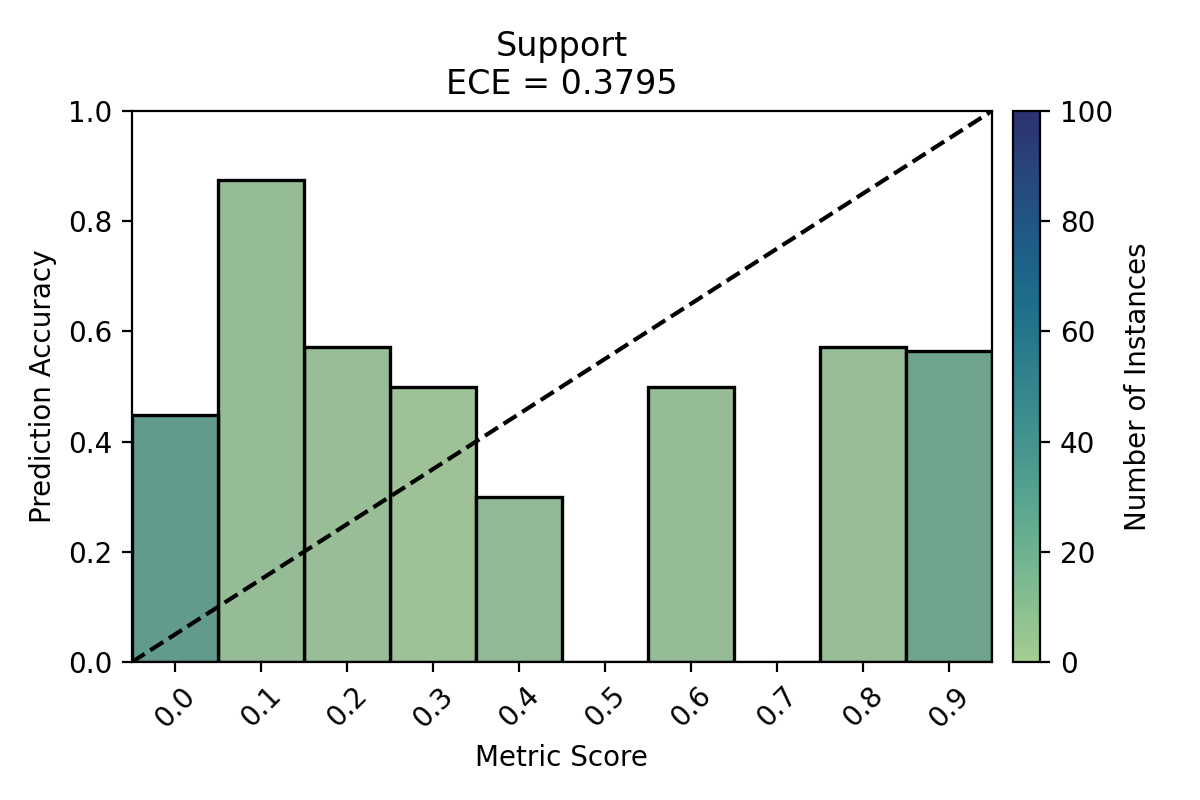 Support
ECE = 0.3795
1.0
0.8
0.6
0.4
0.2
0.0
Prediction Accuracy
0.0 0.1 0.2 0.3 0.4 0.5 0.6 0.7 0.8 0.9
Metric Score
100
80
60
40
20
0
Number of Instances